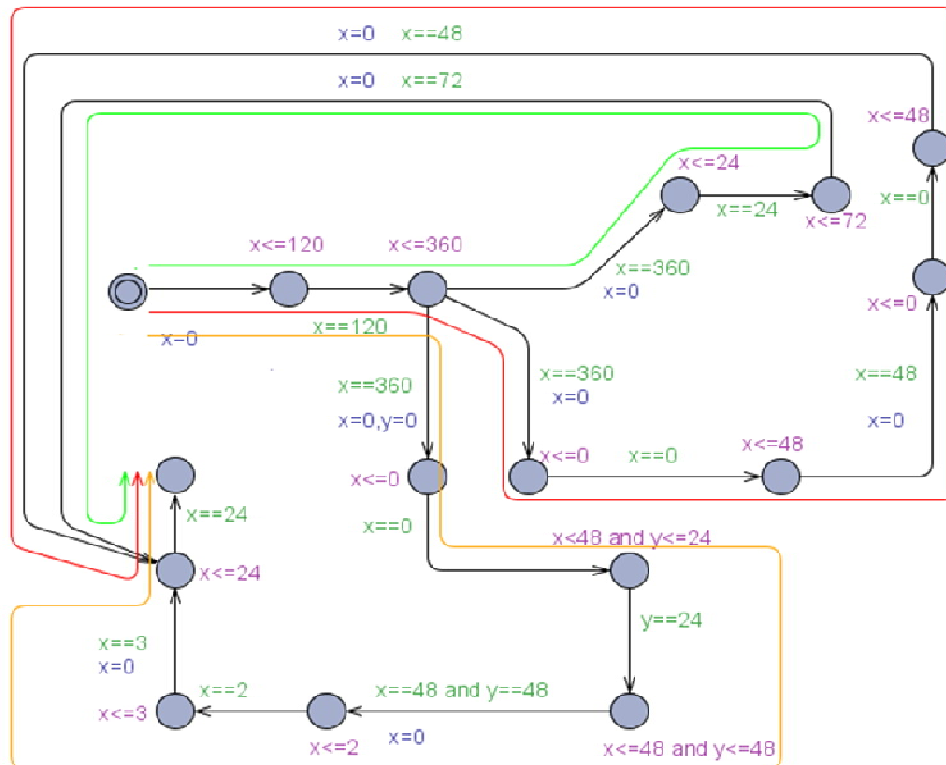 x=0 x==48
x=0 x==72
x<=48
x<=24
x==0
x==24
x<=72
x<=120 x<=360
x==360
x=0
x<=0
x=0
x==120
x==360
x==360
x==48
x=0
x=0,y=0
x=0
x<=48
x<=0
x<=0
x==0
x==24
x==0
x<48 and y<=24
x<=24
y==24
x==3
x=0
x==2
x==48 and y==48
x<=3
x=0
x<=2
x<=48 and y<=48